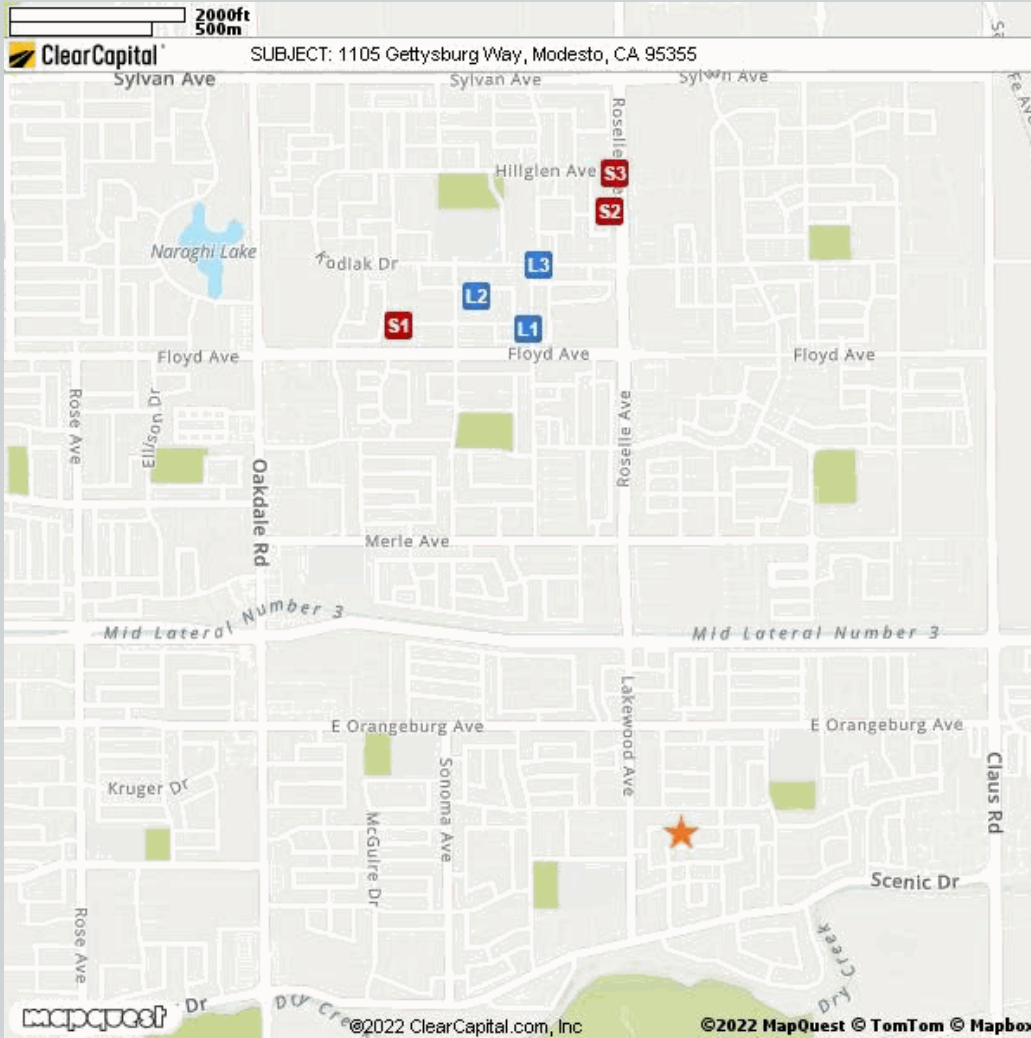 2000ft
500m
ClearCapital
SUBJECT: 1105 Gettysburg Way, Modesto, CA 95355
Sylvan Ave
Sylvan Ave
Sylvan Ave
Roselle
Fe Ave
Hillglen Ave
S3
S2
Naraghi Lake
Kodiak Dr
L3
L2
S1
L1
Floyd Ave
Floyd Ave
Floyd Ave
Rose Ave
Ellison Dr
Roselle Ave
Oakdale Rd
Merle Ave
Mid Lateral Number 3
Mid Lateral Number 3
Lakewood Ave
E Orangeburg Ave
E Orangeburg Ave
Sonoma Ave
Claus Rd
Kruger Dr
McGuire Dr
Scenic Dr
Rose Ave
Dry Creek
Dr
Dry Cre
mapquest
©2022 ClearCapital.com, Inc
©2022 MapQuest © TomTom © Mapbox